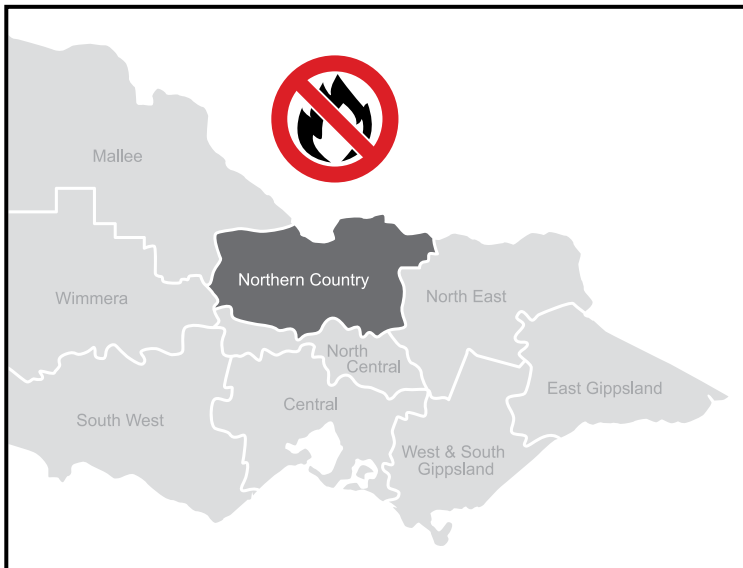 Mallee
Northern Country
Wimmera
North East
North
Central
East Gippsland
Central
South West
West & South
Gippsland